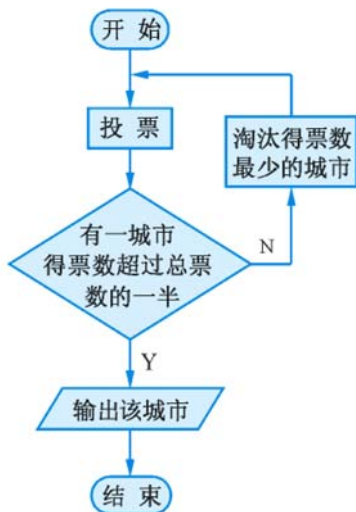 开 始
投 票
淘汰得票数
最少的城市
有一城市
得票数超过总票
数的一半
N
Y
输出该城市
结 束